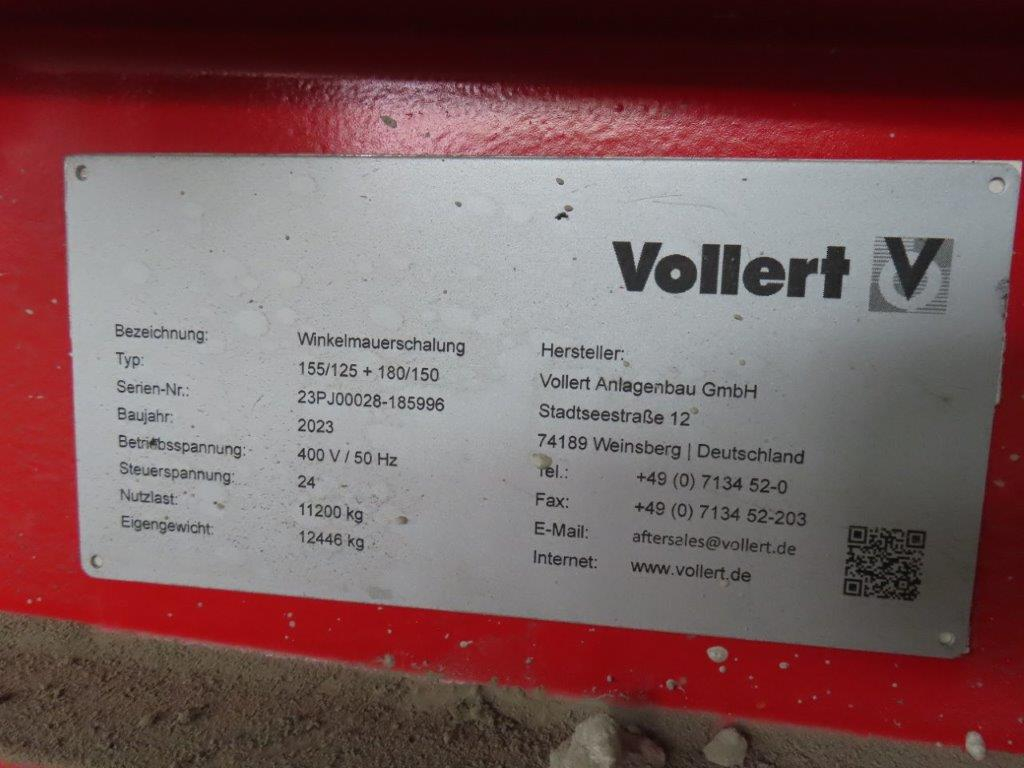 Vollert V
Bezeichnung: Winkelmauerschalung
Typ: 155/125 + 180/150
Serien-Nr.: 23PJ00028-185996
Baujahr: 2023
Betriebsspannung: 400 V / 50 Hz
Steuerspannung: 24
Nutzlast: 11200 kg
Eigengewicht: 12446 kg
Hersteller:
Vollert Anlagenbau GmbH
Stadtseestraße 12
74189 Weinsberg | Deutschland
Tel.: +49 (0) 7134 52-0
Fax: +49 (0) 7134 52-203
E-Mail: aftersales@vollert.de
Internet: www.vollert.de